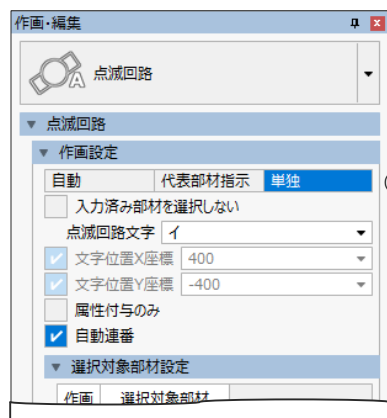 作画・編集
A 点滅回路
点滅回路
作画設定
自動 代表部材指示 単独
入力済み部材を選択しない
点滅回路文字 イ
文字位置X座標 400
文字位置Y座標 -400
属性付与のみ
自動連番
選択対象部材設定
作画 選択対象部材